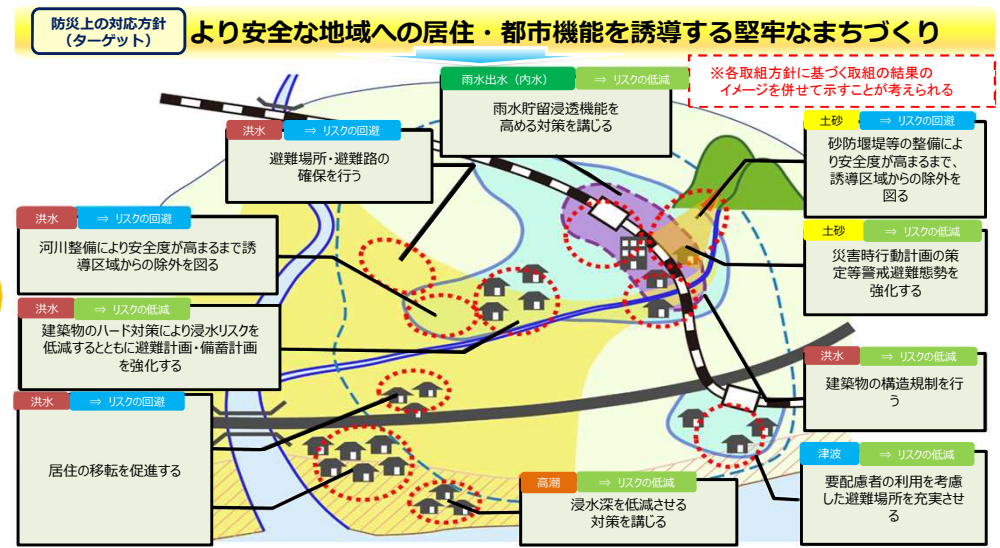 防災上の対応方針
（ターゲット）
より安全な地域への居住・都市機能を誘導する堅牢なまちづくり
※各取組方針に基づく取組の結果の
イメージを併せて示すことが考えられる
雨水出水（内水） ⇒ リスクの低減
雨水貯留浸透機能を
高める対策を講じる
洪水 ⇒ リスクの回避
避難場所・避難路の
確保を行う
土砂 ⇒ リスクの回避
砂防堰堤等の整備によ
り安全度が高まるまで、
誘導区域からの除外を
図る
洪水 ⇒ リスクの回避
河川整備により安全度が高まるまで誘
導区域からの除外を図る
土砂 ⇒ リスクの低減
災害時行動計画の策
定等警戒避難態勢を
強化する
洪水 ⇒ リスクの低減
建築物のハード対策により浸水リスクを
低減するとともに避難計画・備蓄計画
を強化する
洪水 ⇒ リスクの低減
建築物の構造規制を行
う
洪水 ⇒ リスクの回避
居住の移転を促進する
高潮 ⇒ リスクの低減
浸水深を低減させる
対策を講じる
津波 ⇒ リスクの低減
要配慮者の利用を考慮
した避難場所を充実させ
る